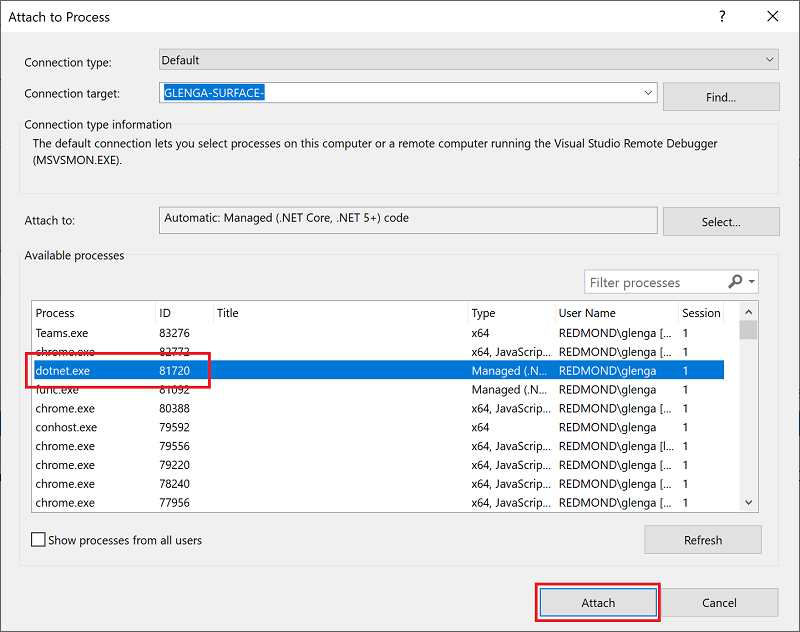 Attach to Process ?
Connection type: Default
Connection target: GLENGA-SURFACE- Find...
Connection type information
The default connection lets you select processes on this computer or a remote computer running the Visual Studio Remote Debugger
(MSVSMON.EXE).
Attach to: Automatic: Managed (.NET Core, .NET 5+) code Select...
Available processes
Filter processes
Process ID Title Type User Name Session
Teams.exe 83276 x64 REDMOND\glenga [... 1
chrome.exe 82772 x64, JavaScrip... REDMOND\glenga [... 1
dotnet.exe 81720 Managed (.N... REDMOND\glenga 1
func.exe 81092 Managed (.N... REDMOND\glenga 1
chrome.exe 80388 x64, JavaScrip... REDMOND\glenga [... 1
conhost.exe 79592 x64 REDMOND\glenga 1
chrome.exe 79556 x64, JavaScrip... REDMOND\glenga [l... 1
chrome.exe 79220 x64, JavaScrip... REDMOND\glenga [... 1
chrome.exe 78240 x64, JavaScrip... REDMOND\glenga [... 1
chrome.exe 77956 x64, JavaScrip... REDMOND\glenga [... 1
Show processes from all users Refresh
Attach Cancel